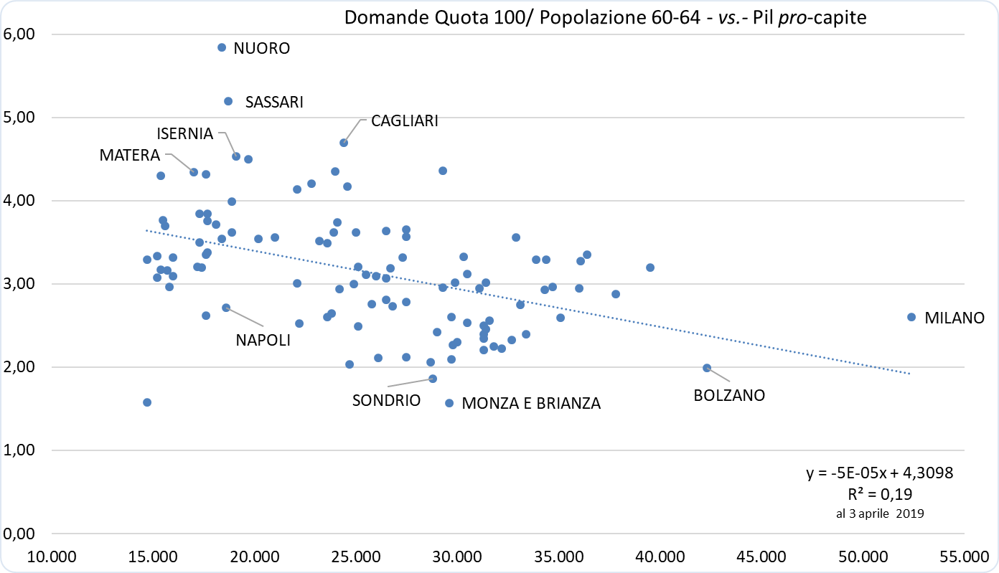 Domande Quota 100/ Popolazione 60-64 - vs.- Pil pro-capite
6,00
NUORO
SASSARI
5,00
CAGLIARI
ISERNIA
MATERA
4,00
3,00
MILANO
NAPOLI
2,00
SONDRIO
BOLZANO
MONZA E BRIANZA
1,00
y = -5E-05x + 4,3098
R² = 0,19
al 3 aprile 2019
0,00
10.000 15.000 20.000 25.000 30.000 35.000 40.000 45.000 50.000 55.000